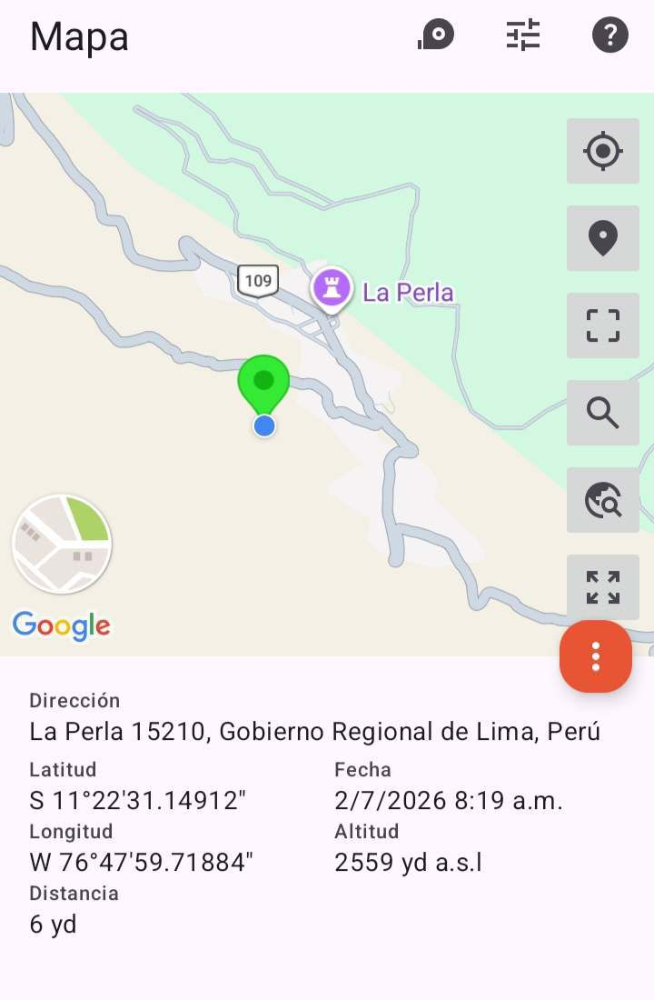 Mapa
109
La Perla
Google
Dirección
La Perla 15210, Gobierno Regional de Lima, Perú
Latitud
S 11°22'31.14912"
Fecha
2/7/2026 8:19 a.m.
Longitud
W 76°47'59.71884"
Altitud
2559 yd a.s.l
Distancia
6 yd